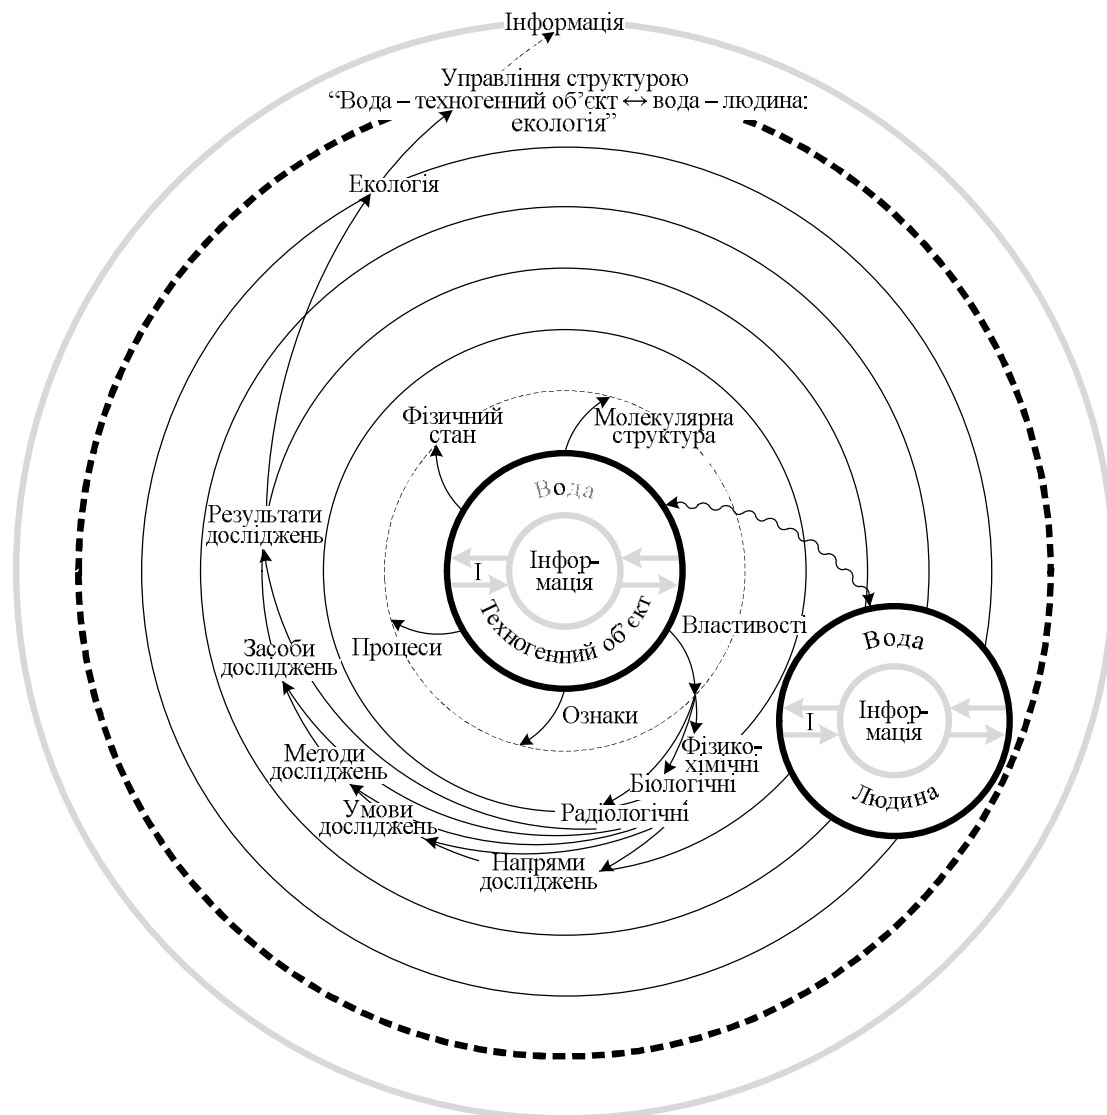 Інформація
Управління структурою
“Вода – техногенний об’єкт ↔ вода – людина:
екологія”
Екологія
Фізичний
стан
Молекулярна
структура
Вода
Інфор-
мація
І
Техногенний об’єкт
Результати
досліджень
Властивості
Процеси
Засоби
досліджень
Ознаки
Вода
Інфор-
мація
І
Людина
Фізико-
хімічні
Біологічні
Радіологічні
Методи
досліджень
Умови
досліджень
Напрями
досліджень